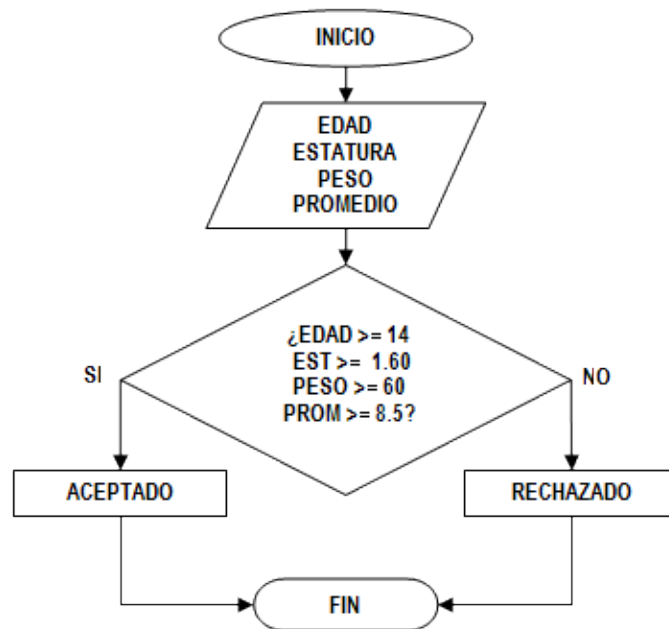 INICIO
EDAD
ESTATURA
PESO
PROMEDIO
¿EDAD >= 14
EST >= 1.60
PESO >= 60
PROM >= 8.5?
SI
NO
ACEPTADO
RECHAZADO
FIN